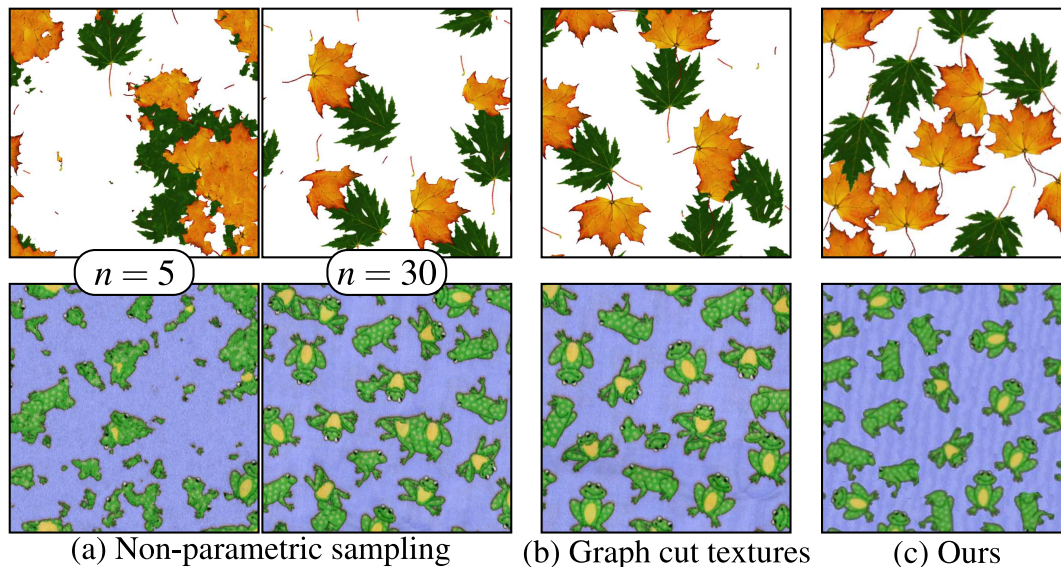 n = 5
n = 30
(a) Non-parametric sampling
(b) Graph cut textures
(c) Ours